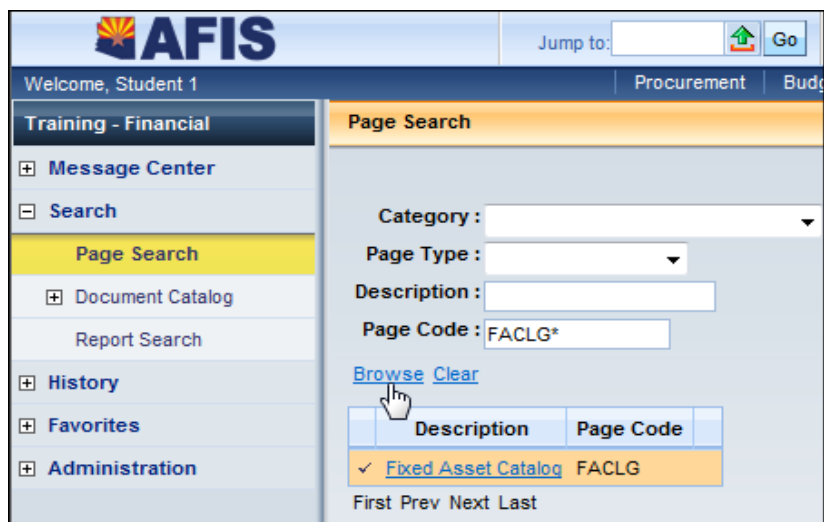 AFIS
Jump to:
Go
Welcome, Student 1
Procurement
Training - Financial
Message Center
Search
Page Search
Document Catalog
Report Search
History
Favorites
Administration
Page Search
Category :
Page Type :
Description :
Page Code : FACLG*
Browse Clear
Description Page Code
Fixed Asset Catalog FACLG
First Prev Next Last